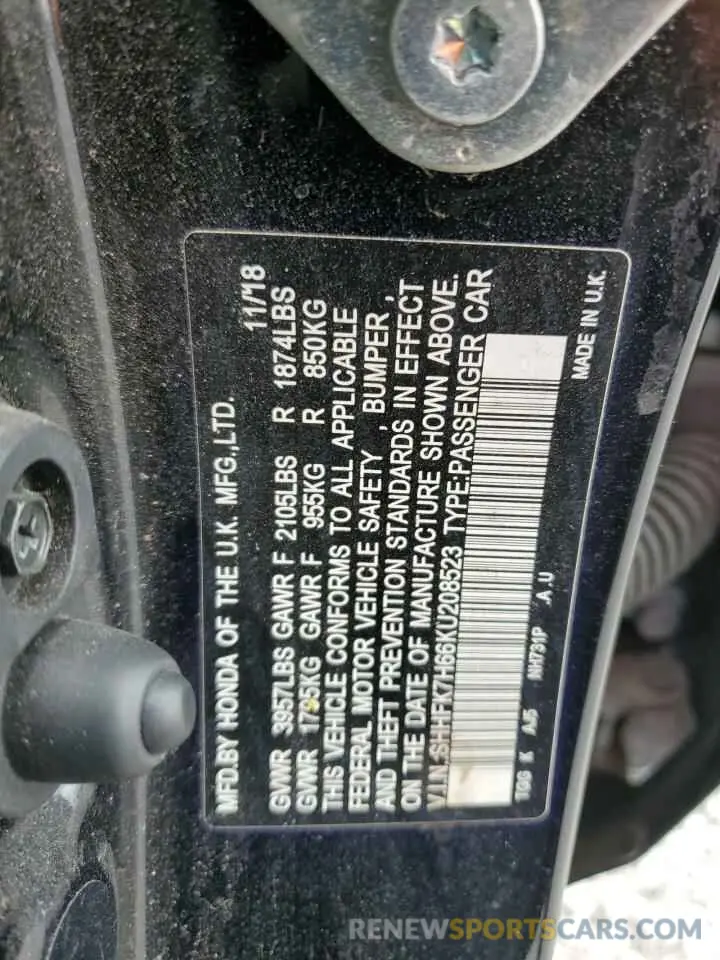 MFD.BY HONDA OF THE U.K. MFG.,LTD. 11/18
GVWR 3957LBS GAWR F 2105LBS R 1874LBS
GVWR 1795KG GAWR F 955KG R 850KG
THIS VEHICLE CONFORMS TO ALL APPLICABLE
FEDERAL MOTOR VEHICLE SAFETY , BUMPER ,
AND THEFT PREVENTION STANDARDS IN EFFECT
ON THE DATE OF MANUFACTURE SHOWN ABOVE.
V.I.N.:SHHFK7H66KU208523 TYPE:PASSENGER CAR
TGG K AJ5 NH731P .A .U
MADE IN U.K.
RENEWSPORTSCARS.COM